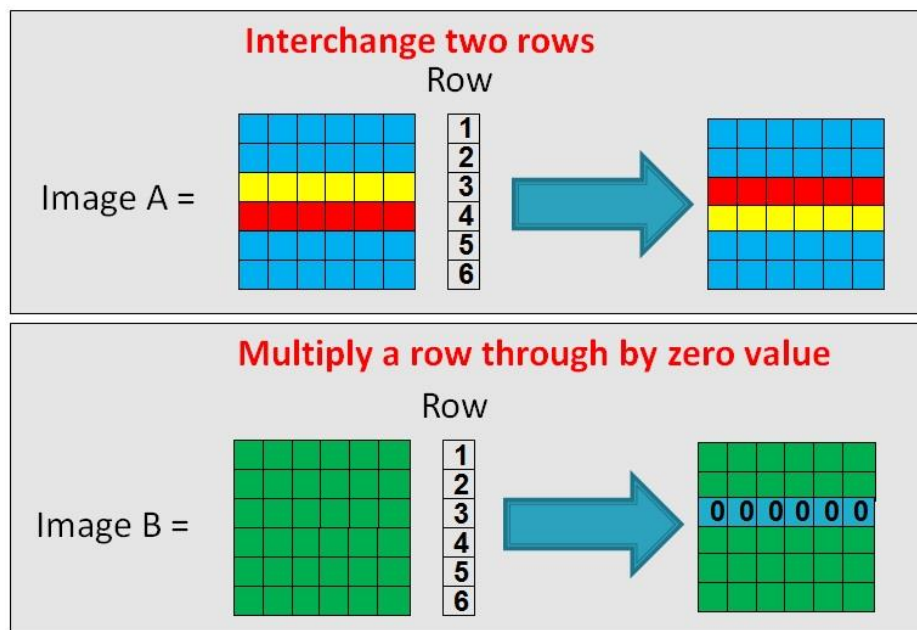 Interchange two rows
Row
1
2
Image A =
3
4
5
6
Multiply a row through by zero value
Row
1
2
3
0 0 0 0 0 0
Image B =
4
5
6